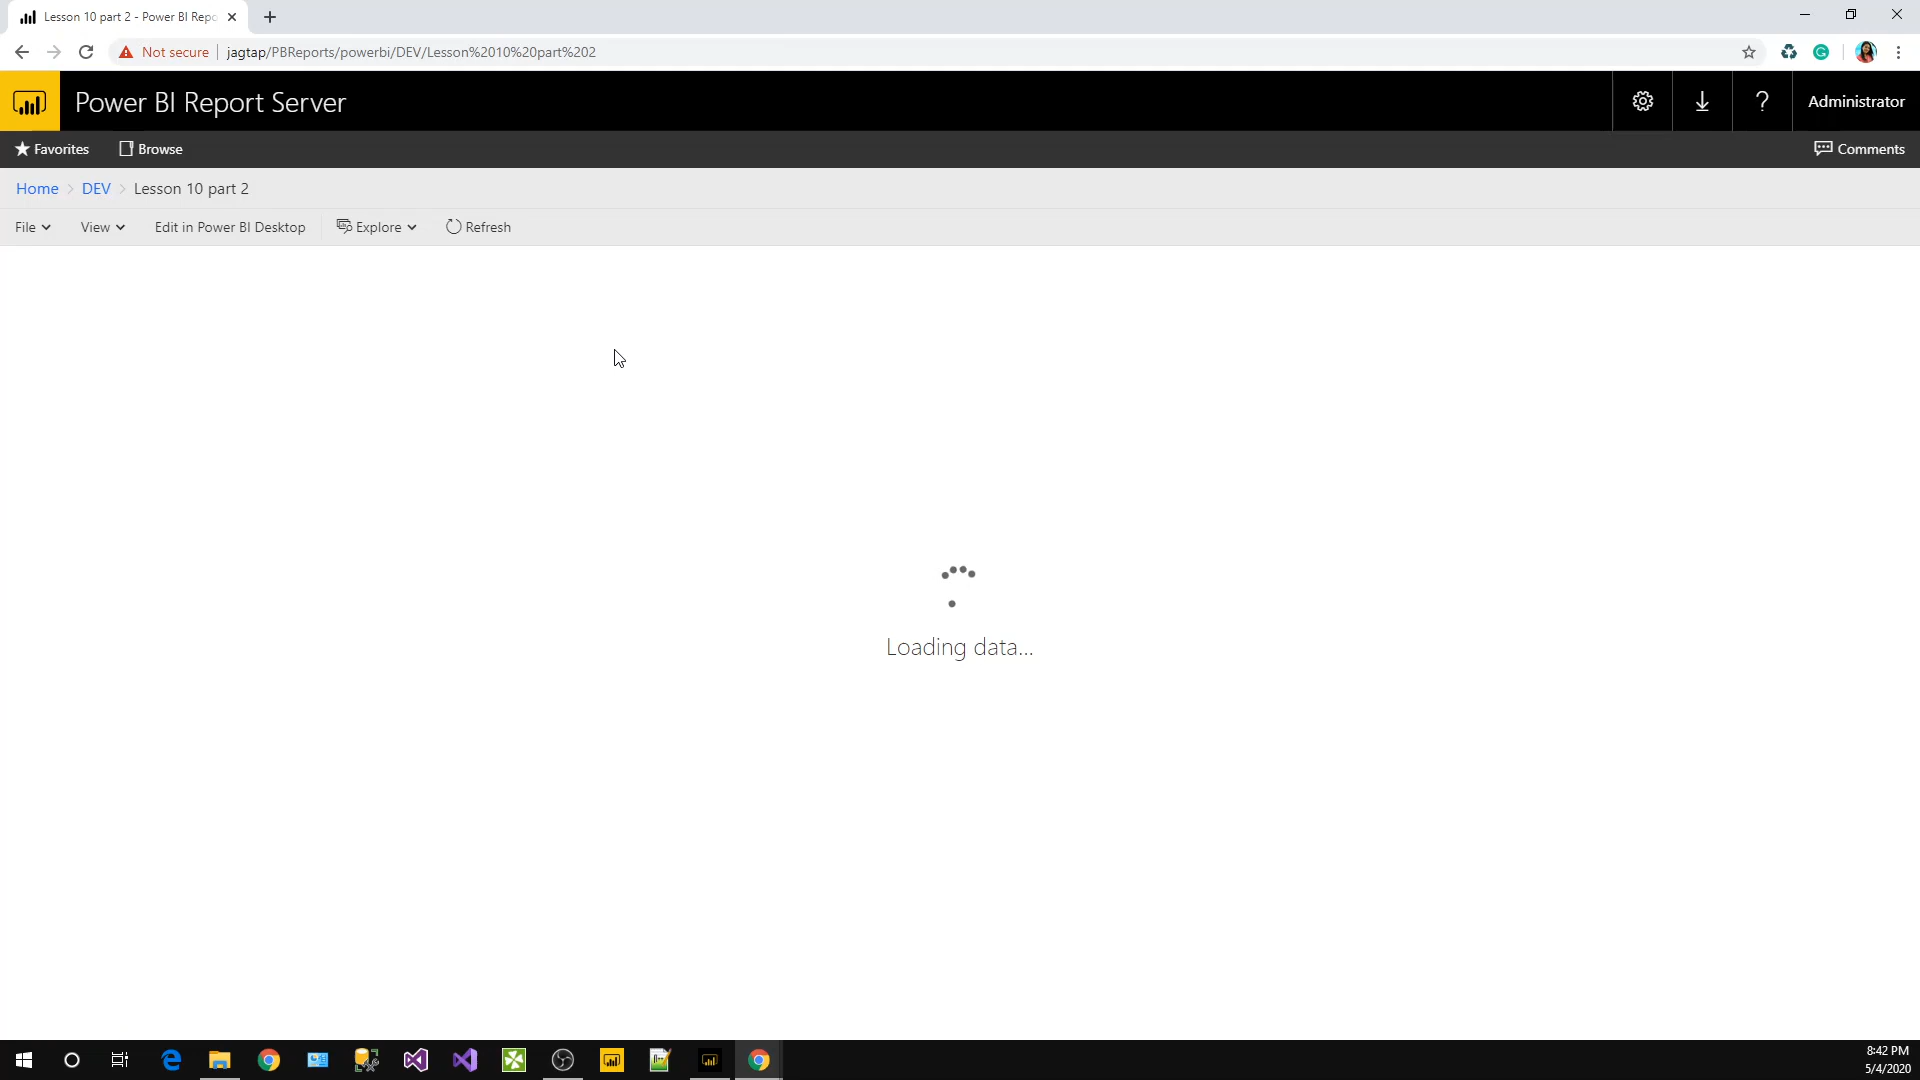 Lesson 10 part 2 - Power BI Repo
Not secure
jagtap/PBReports/powerbi/DEV/Lesson%2010%20part%202
Power BI Report Server
Administrator
Favorites
Browse
Comments
Home
DEV
Lesson 10 part 2
File
View
Edit in Power BI Desktop
Explore
Refresh
Loading data...
8:42 PM
5/4/2020